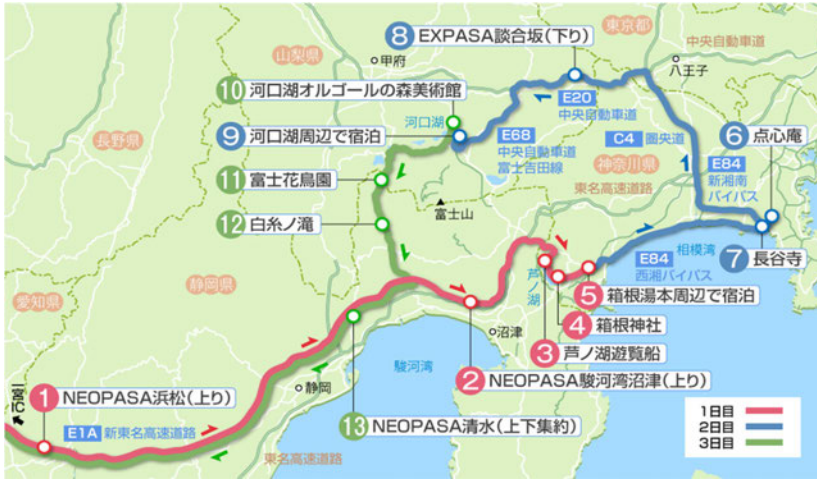 8 EXPASA談合坂(下り)
東京都
中央自動車道
山梨県
甲府
八王子
10 河口湖オルゴールの森美術館
E20
中央自動車道
河口湖
9 河口湖周辺で宿泊
E68
中央自動車道
富士吉田線
C4 圏央道
6 点心庵
長野県
神奈川県
E84
新湘南
バイパス
11 富士花鳥園
東名高速道路
富士山
12 白糸ノ滝
静岡県
相模湾
E84
西湘バイパス
7 長谷寺
愛知県
芦ノ湖
5 箱根湯本周辺で宿泊
4 箱根神社
沼津
3 芦ノ湖遊覧船
駿河湾
2 NEOPASA駿河湾沼津(上り)
静岡
一宮IC
1 NEOPASA浜松(上り)
13 NEOPASA清水(上下集約)
E1A 新東名高速道路
東名高速道路
1日目
2日目
3日目